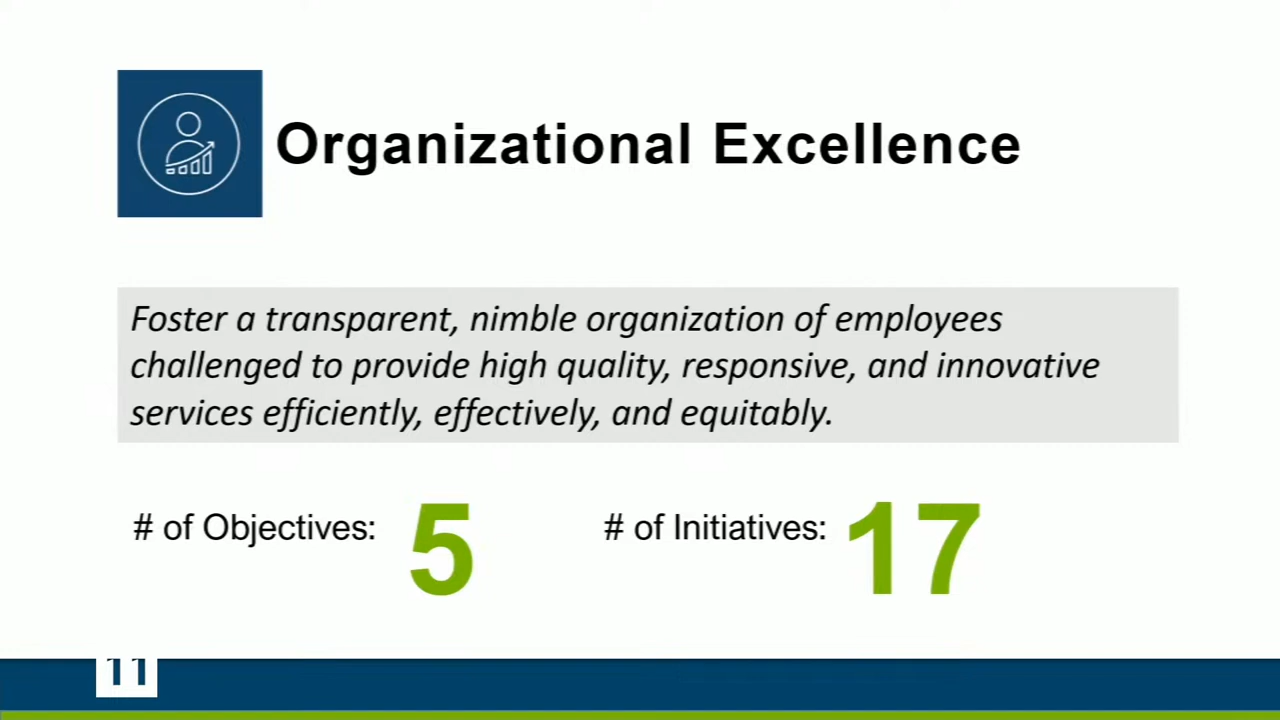 Organizational Excellence
Foster a transparent, nimble organization of employees
challenged to provide high quality, responsive, and innovative
services efficiently, effectively, and equitably.
# of Objectives: 5 # of Initiatives: 17
11